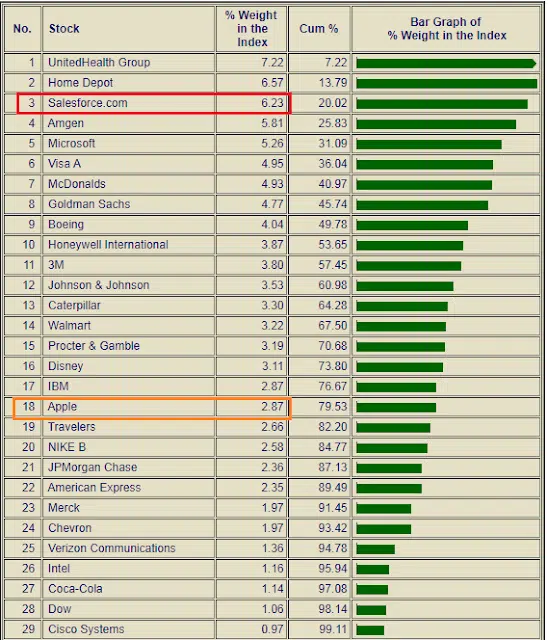 No. Stock % Weight in the Index Cum % Bar Graph of % Weight in the Index
1 UnitedHealth Group 7.22 7.22
2 Home Depot 6.57 13.79
3 Salesforce.com 6.23 20.02
4 Amgen 5.81 25.83
5 Microsoft 5.26 31.09
6 Visa A 4.95 36.04
7 McDonalds 4.93 40.97
8 Goldman Sachs 4.77 45.74
9 Boeing 4.04 49.78
10 Honeywell International 3.87 53.65
11 3M 3.80 57.45
12 Johnson & Johnson 3.53 60.98
13 Caterpillar 3.30 64.28
14 Walmart 3.22 67.50
15 Procter & Gamble 3.19 70.68
16 Disney 3.11 73.80
17 IBM 2.87 76.67
18 Apple 2.87 79.53
19 Travelers 2.66 82.20
20 NIKE B 2.58 84.77
21 JPMorgan Chase 2.36 87.13
22 American Express 2.35 89.49
23 Merck 1.97 91.45
24 Chevron 1.97 93.42
25 Verizon Communications 1.36 94.78
26 Intel 1.16 95.94
27 Coca-Cola 1.14 97.08
28 Dow 1.06 98.14
29 Cisco Systems 0.97 99.11